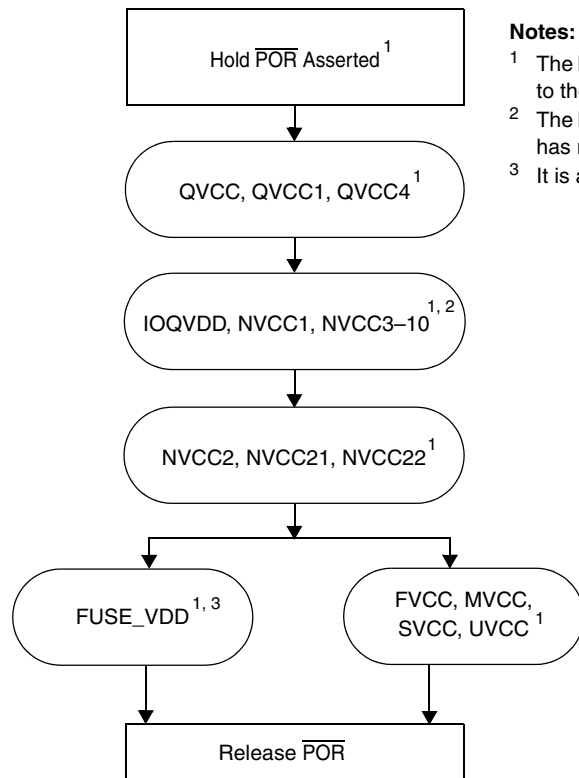 Hold POR Asserted 1
Notes:
1 The
to the
2 The
has
3 It is a
QVCC, QVCC1, QVCC4 1
IOQVDD, NVCC1, NVCC3–10 1, 2
NVCC2, NVCC21, NVCC22 1
FUSE_VDD 1, 3
FVCC, MVCC,
SVCC, UVCC 1
Release POR